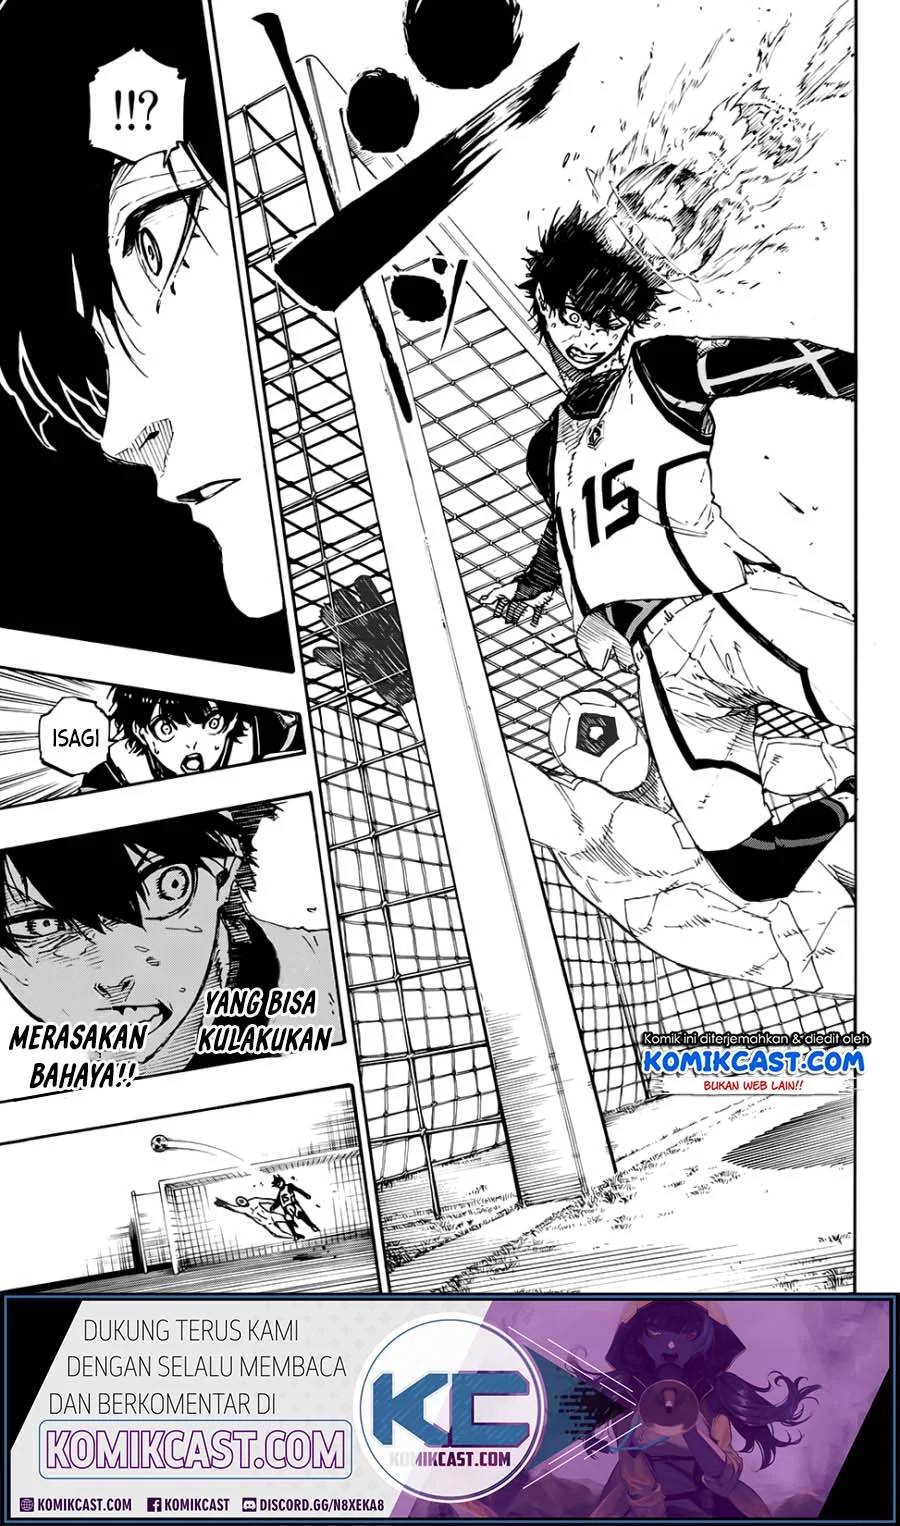 !!?
15
ISAGI
YANG BISA
KULAKUKAN
MERASAKAN
BAHAYA!!
15
Komik ini diterjemahkan & diedit oleh
KOMIKCAST.COM
BUKAN WEB LAIN!!
DUKUNG TERUS KAMI
DENGAN SELALU MEMBACA
DAN BERKOMENTAR DI
KOMIKCAST.COM
KC
KOMIKCAST.COM
KOMIKCAST.COM KOMIKCAST DISCORD.GG/N8XEKA8